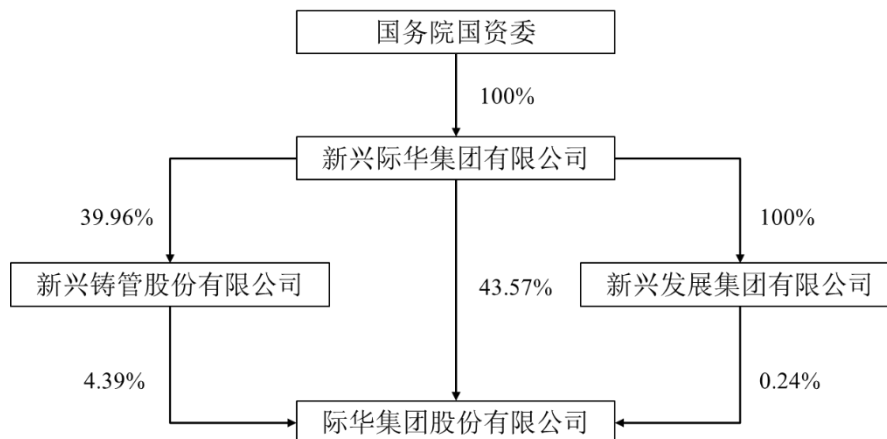 国务院国资委
100%
新兴际华集团有限公司
39.96%
100%
新兴铸管股份有限公司
43.57%
新兴发展集团有限公司
4.39%
0.24%
际华集团股份有限公司